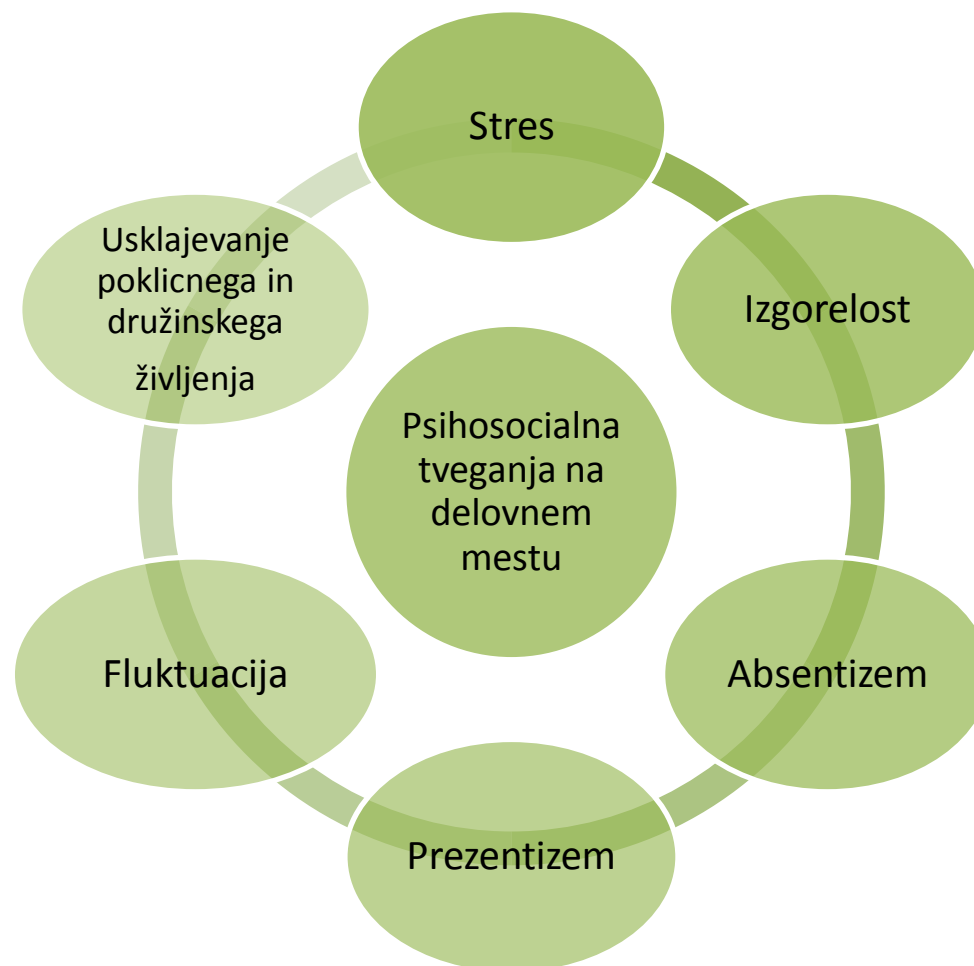 Stres
Izgorelost
Absentizem
Prezentizem
Fluktuacija
Usklajevanje
poklicnega in
družinskega
življenja
Psihosocialna
tveganja na
delovnem
mestu